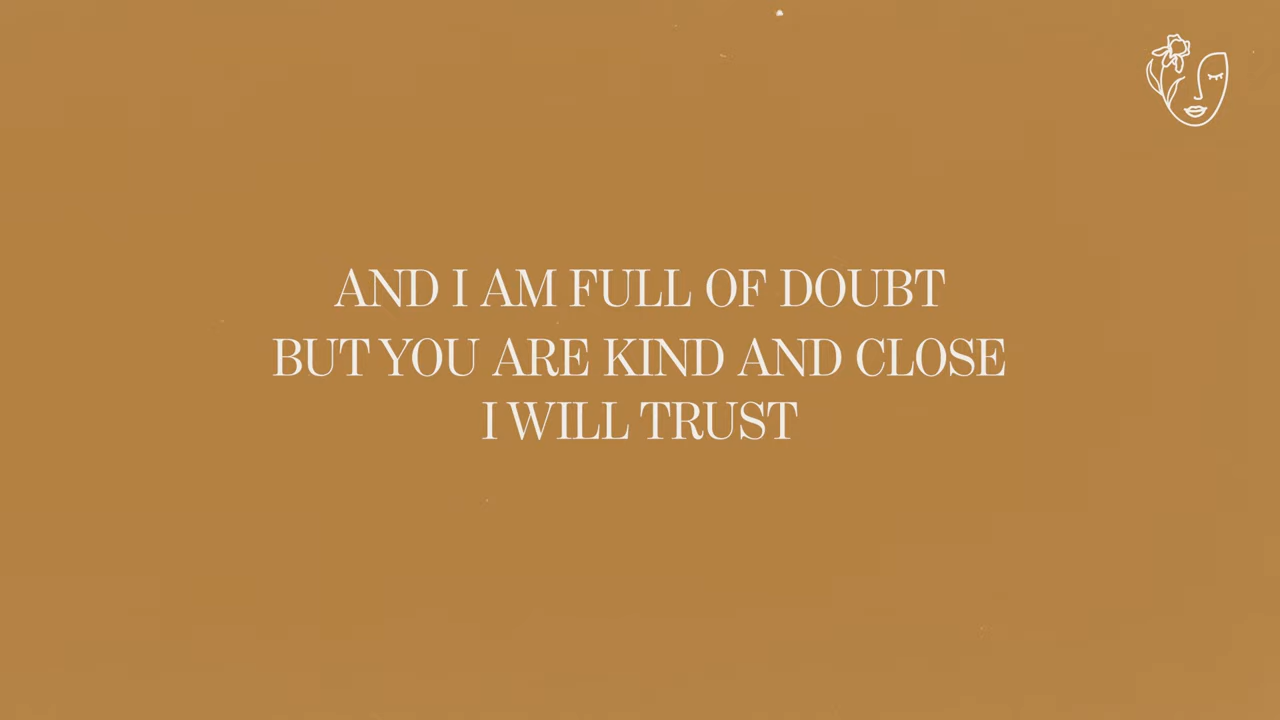 AND I AM FULL OF DOUBT
BUT YOU ARE KIND AND CLOSE
I WILL TRUST